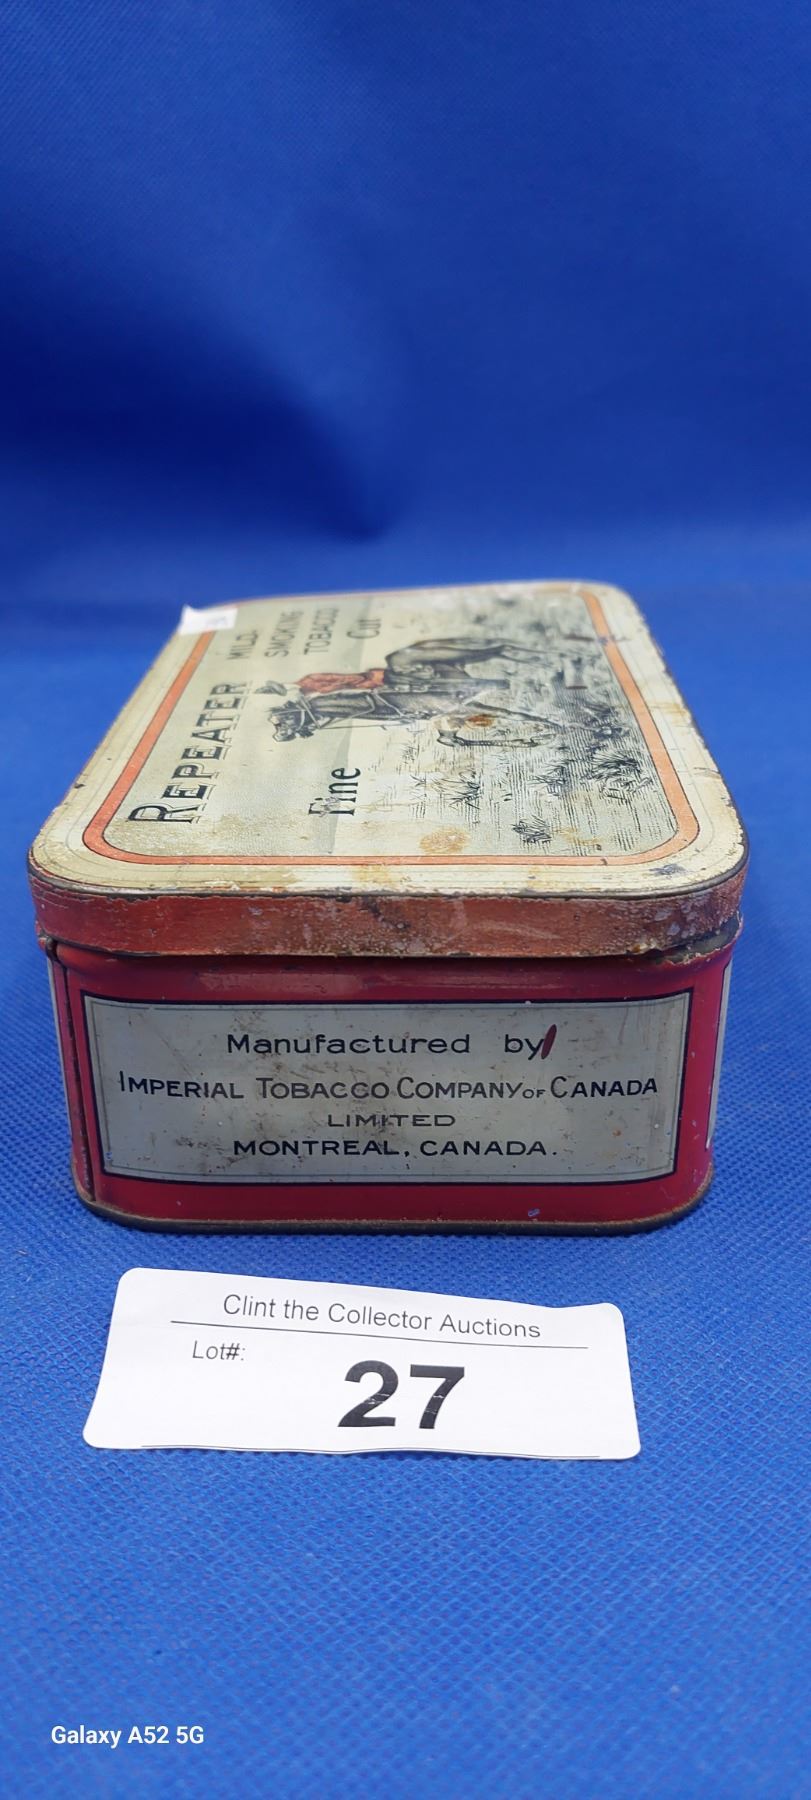 REPEATER
MILD
SMOKING
TOBACCO
Fine Cut
Manufactured by
IMPERIAL TOBACCO COMPANY OF CANADA
LIMITED
MONTREAL, CANADA.
Clint the Collector Auctions
Lot#:
27
Galaxy A52 5G